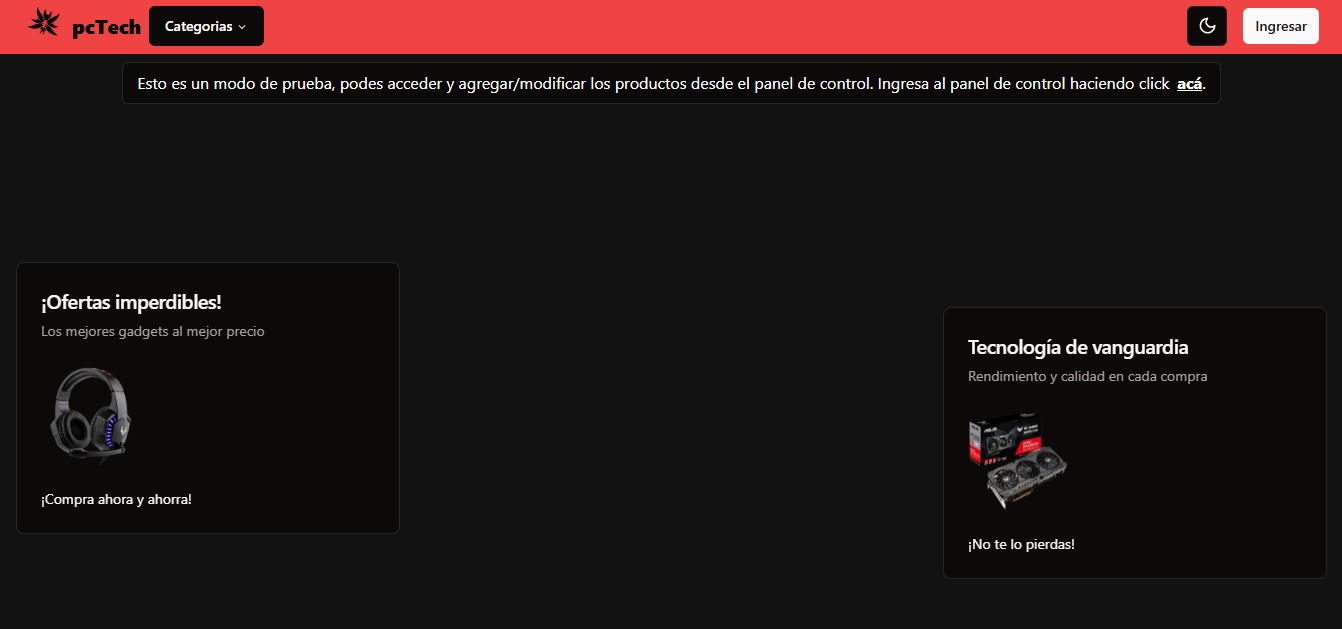 pcTech
Categorias
Ingresar
Esto es un modo de prueba, podes acceder y agregar/modificar los productos desde el panel de control. Ingresa al panel de control haciendo click acá.
¡Ofertas imperdibles!
Los mejores gadgets al mejor precio
¡Compra ahora y ahorra!
Tecnología de vanguardia
Rendimiento y calidad en cada compra
¡No te lo pierdas!